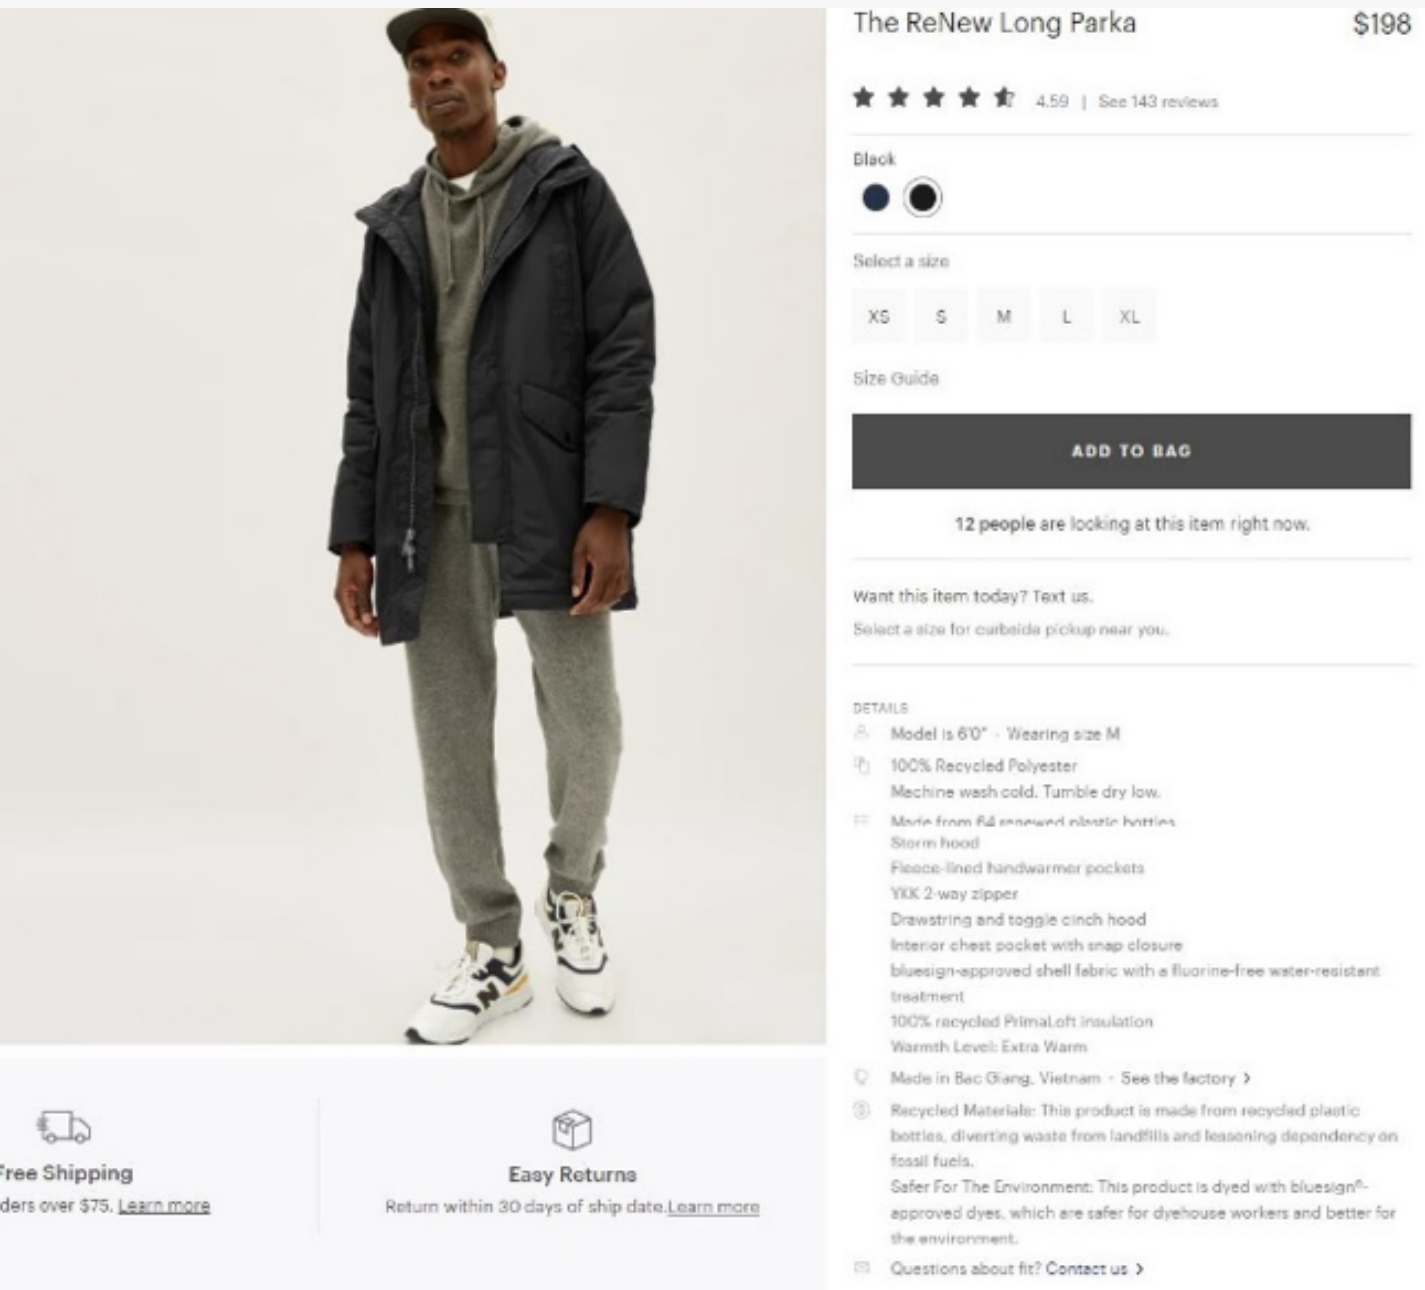 The ReNew Long Parka
$198
4.59 | See 143 reviews
Black
Select a size
XS S M L XL
Size Guide
ADD TO BAG
12 people are looking at this item right now.
Want this item today? Text us.
Select a size for curbside pickup near you.
DETAILS
Model is 6'0" · Wearing size M
100% Recycled Polyester
Machine wash cold. Tumble dry low.
Made from 64 renewed plastic bottles
Storm hood
Fleece-lined handwarmer pockets
YKK 2-way zipper
Drawstring and toggle cinch hood
Interior chest pocket with snap closure
bluesign-approved shell fabric with a fluorine-free water-resistant
treatment
100% recycled PrimaLoft insulation
Warmth Level: Extra Warm
Made in Bac Giang, Vietnam · See the factory >
Recycled Materials: This product is made from recycled plastic
bottles, diverting waste from landfills and lessening dependency on
fossil fuels.
Safer For The Environment: This product is dyed with bluesign®-
approved dyes, which are safer for dyehouse workers and better for
the environment.
Questions about fit? Contact us >
N
Free Shipping
ders over $75. Learn more
Easy Returns
Return within 30 days of ship date.Learn more